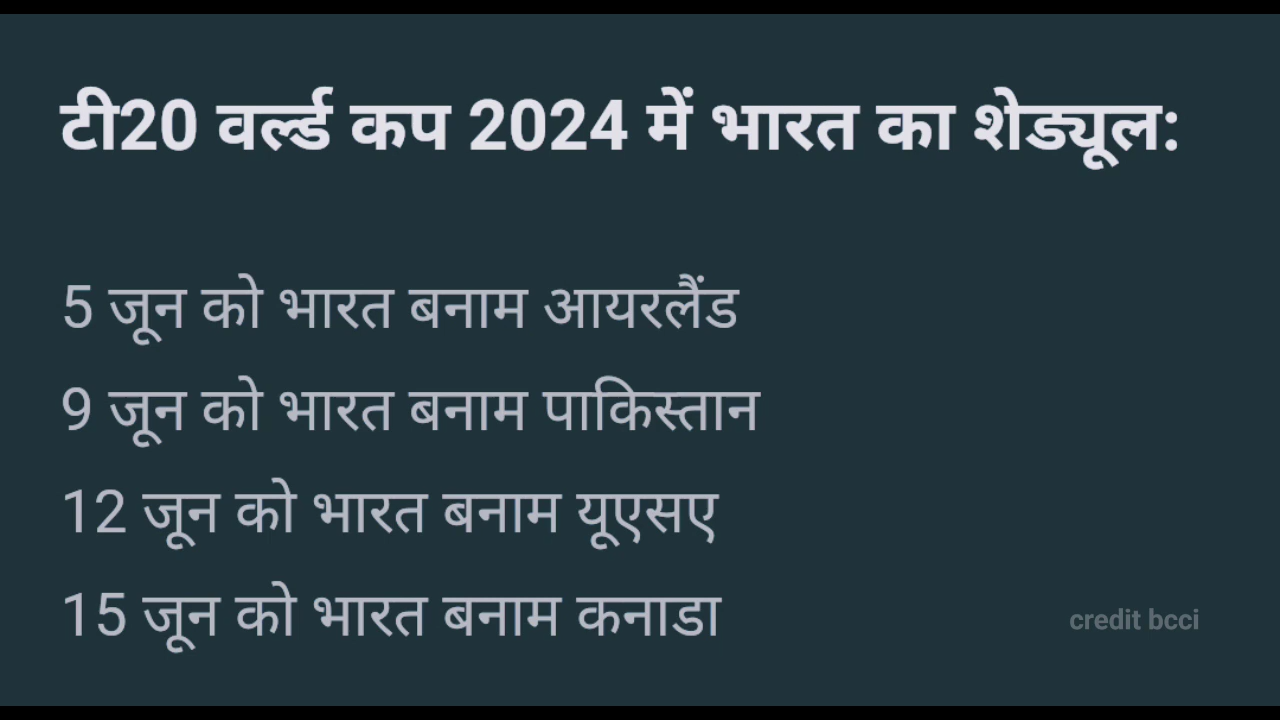 टी20 वर्ल्ड कप 2024 में भारत का शेड्यूल:
5 जून को भारत बनाम आयरलैंड
9 जून को भारत बनाम पाकिस्तान
12 जून को भारत बनाम यूएसए
15 जून को भारत बनाम कनाडा
credit bcci